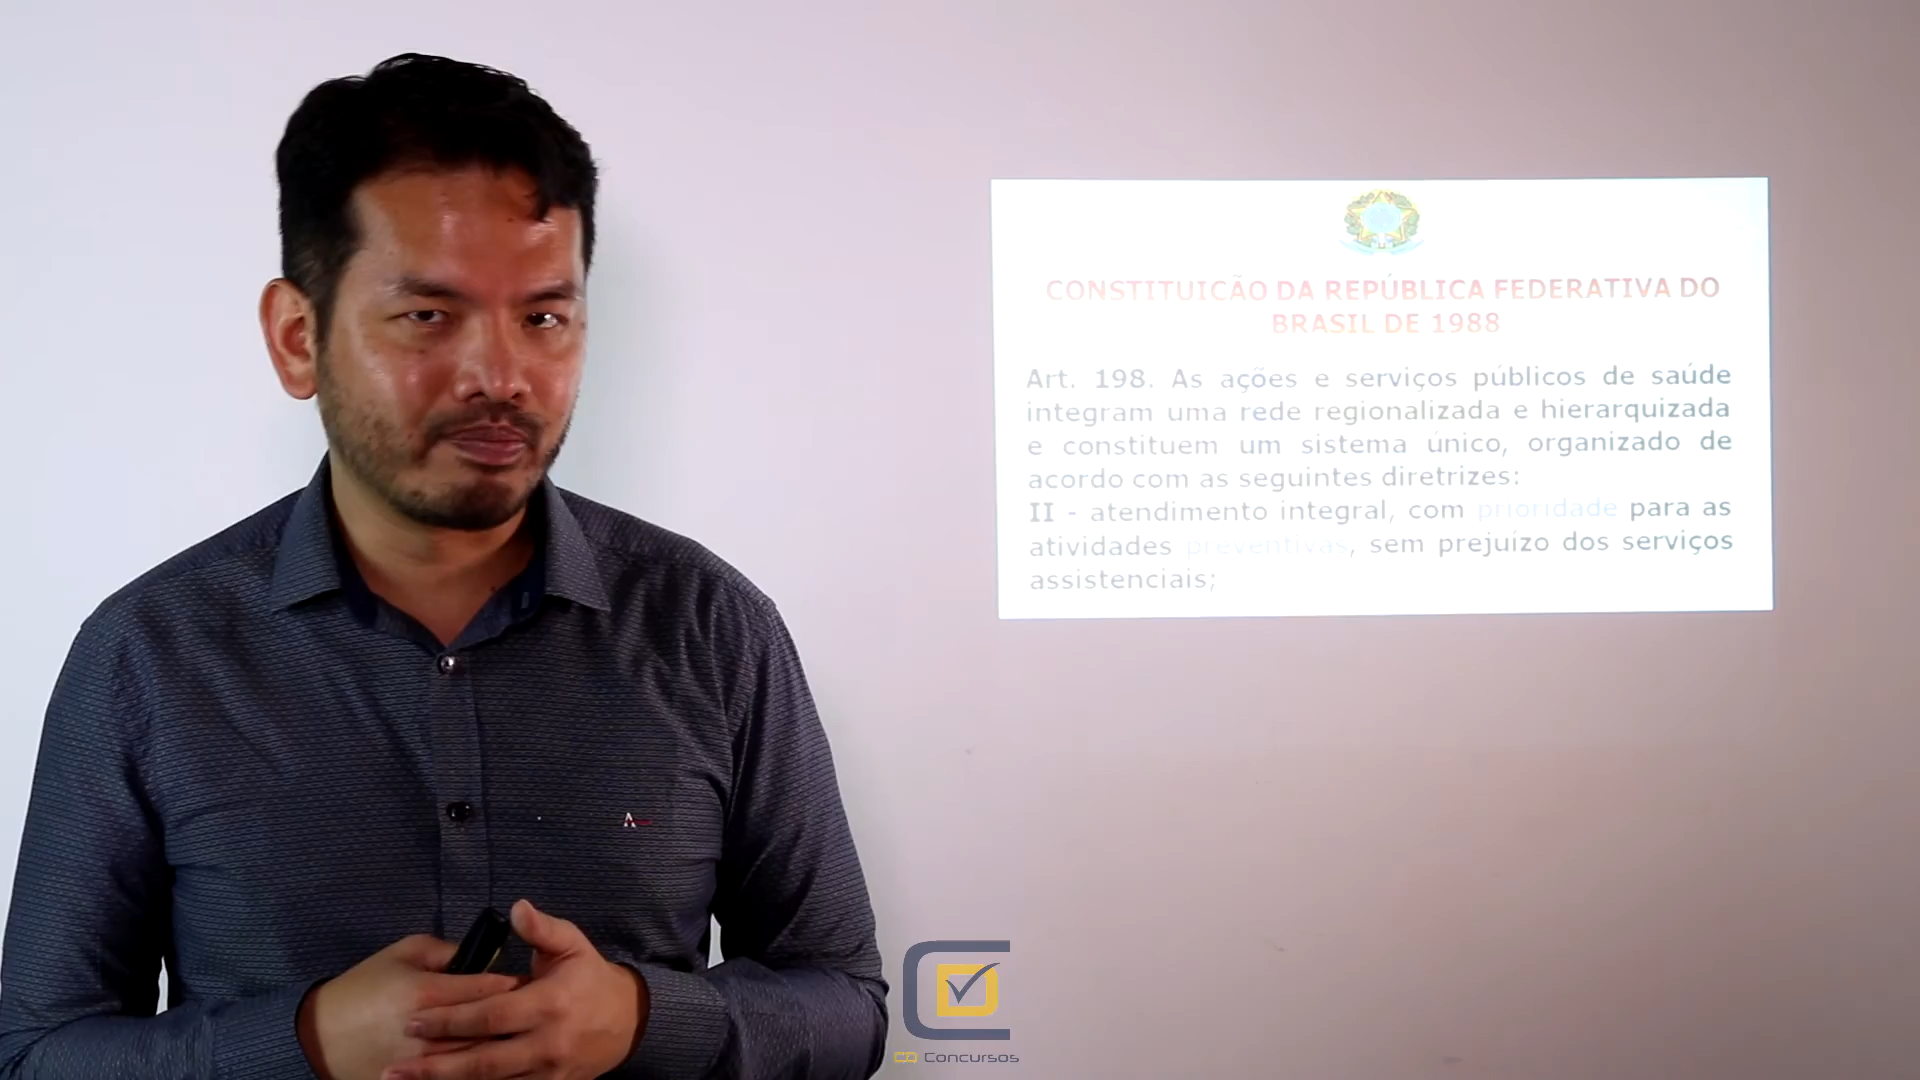 CONSTITUIÇÃO DA REPÚBLICA FEDERATIVA DO
BRASIL DE 1988
Art. 198. As ações e serviços públicos de saúde
integram uma rede regionalizada e hierarquizada
e constituem um sistema único, organizado de
acordo com as seguintes diretrizes:
II - atendimento integral, com prioridade para as
atividades preventivas, sem prejuízo dos serviços
assistenciais;
Concursos